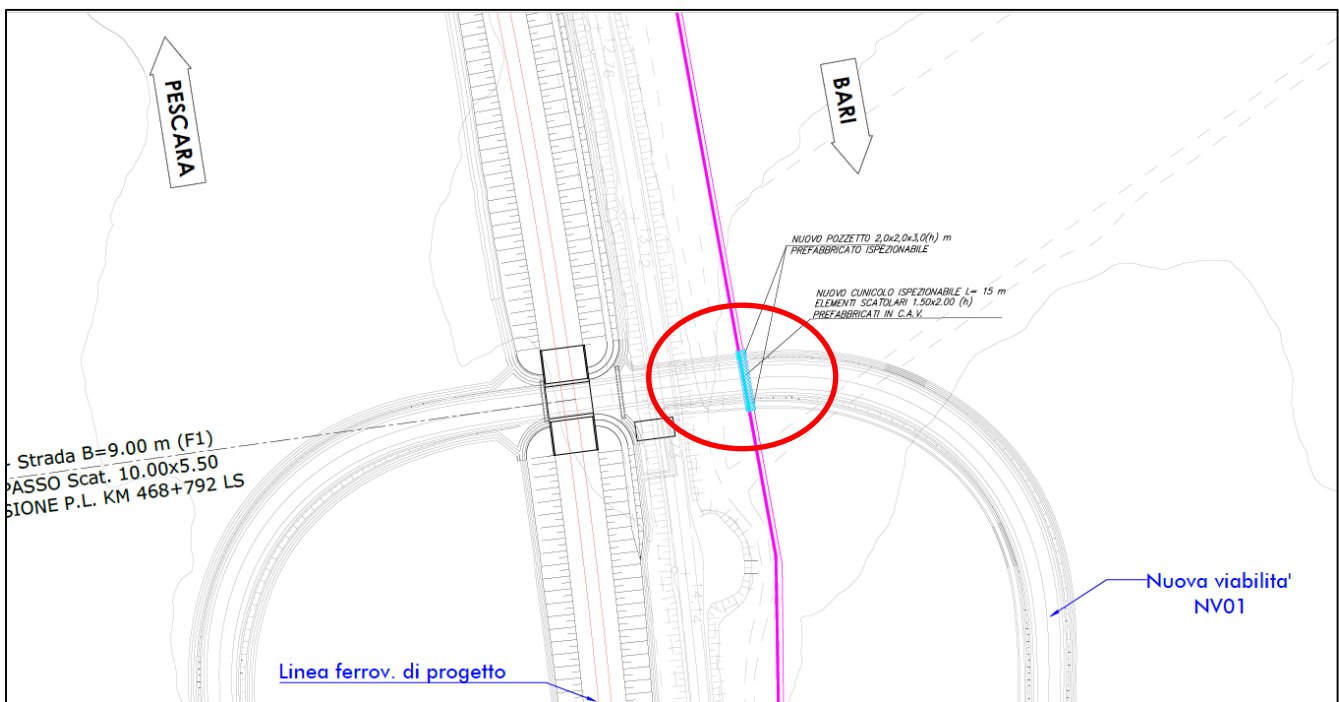 PESCARA
BARI
NUOVO POZZETTO 2,0x2,0x3,0(h) m
PREFABBRICATO ISPEZIONABILE
NUOVO CUNICOLO ISPEZIONABILE L= 15 m
ELEMENTI SCATOLARI 1.50x2.00 (h)
PREFABBRICATI IN C.A.V.
- Strada B=9.00 m (F1)
PASSO Scat. 10.00x5.50
SIONE P.L. KM 468+792 LS
Nuova viabilita'
NV01
Linea ferrov. di progetto